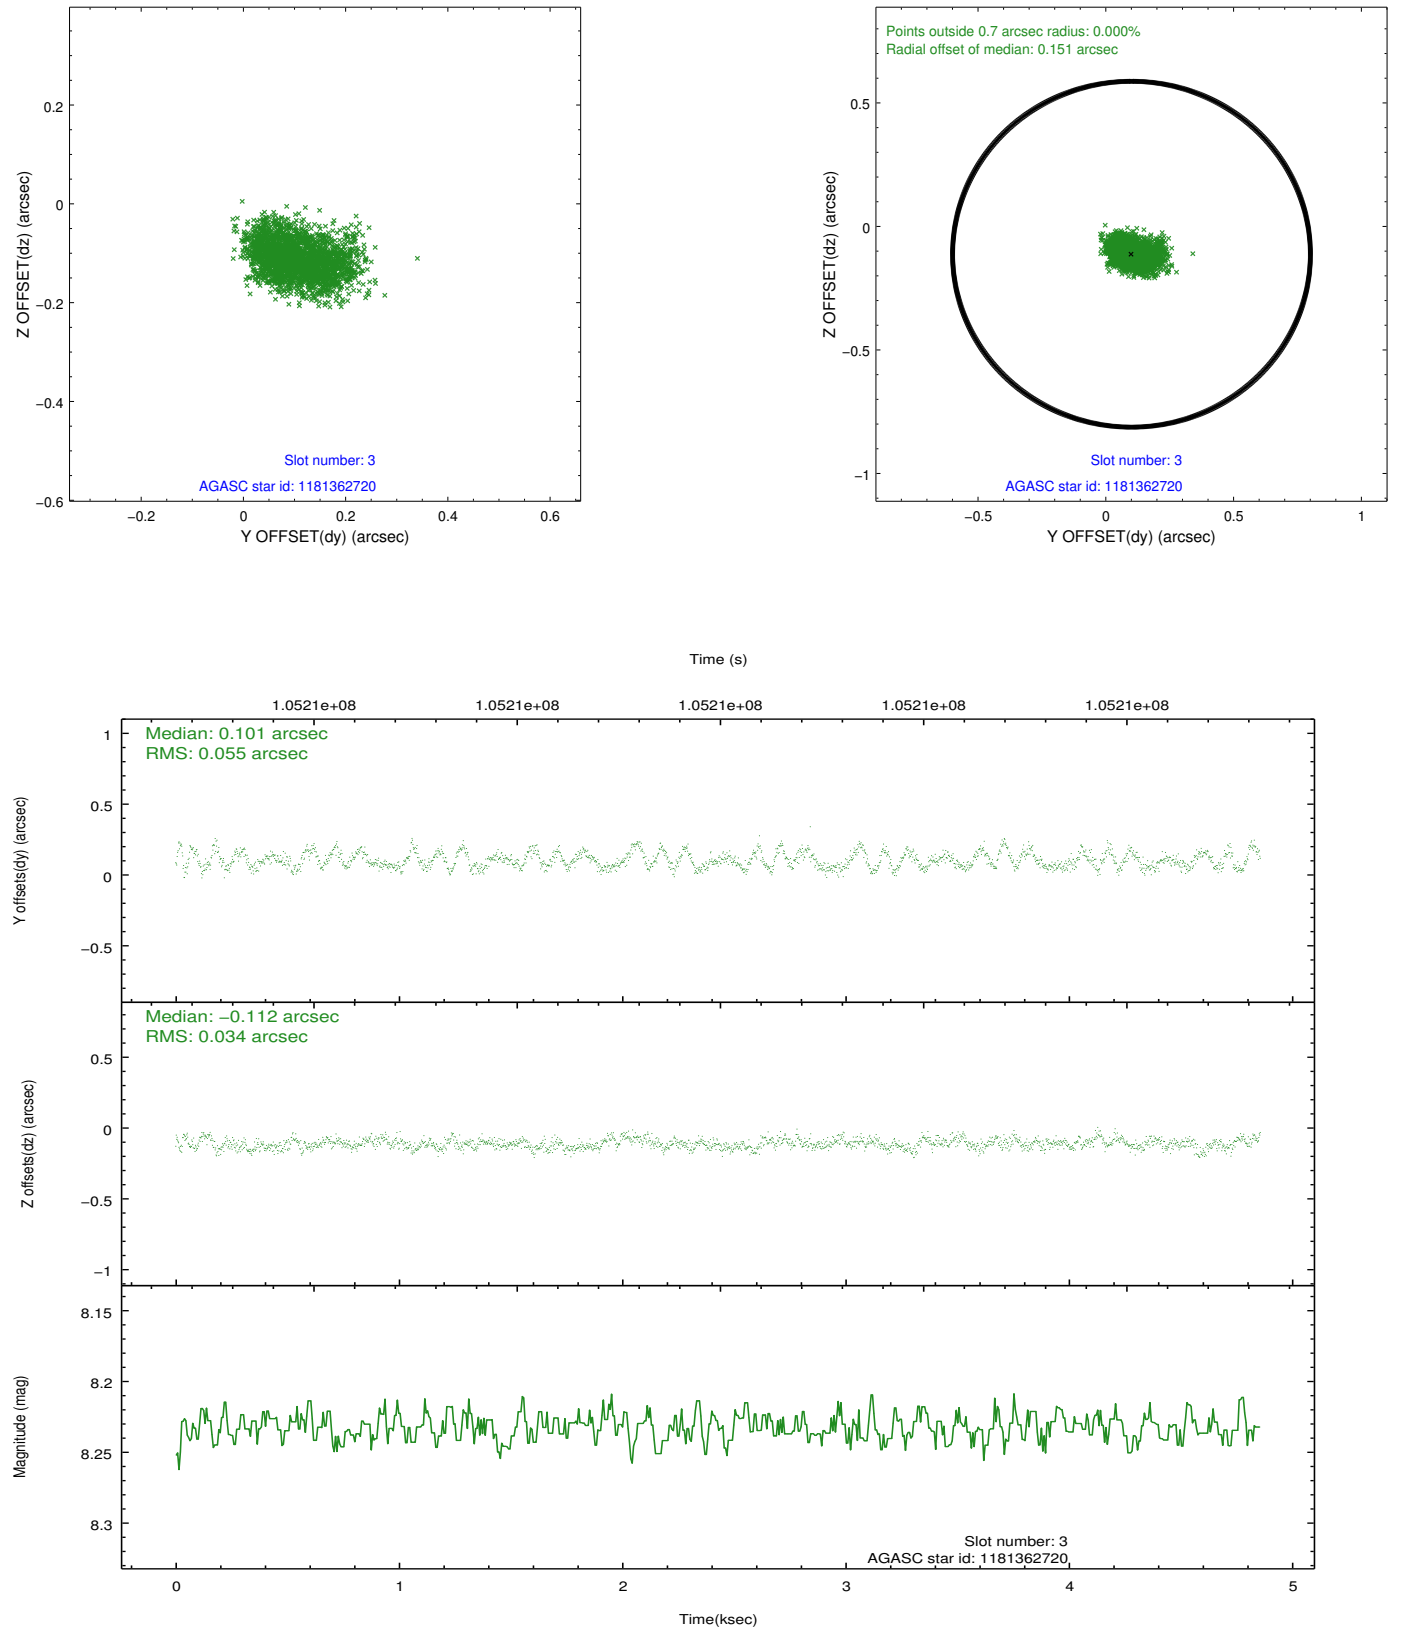 0.2
0
−0.2
−0.4
−0.6
Z OFFSET(dz) (arcsec)
Slot number: 3
AGASC star id: 1181362720
−0.2 0 0.2 0.4 0.6
Y OFFSET(dy) (arcsec)
Points outside 0.7 arcsec radius: 0.000%
Radial offset of median: 0.151 arcsec
0.5
0
−0.5
−1
Z OFFSET(dz) (arcsec)
Slot number: 3
AGASC star id: 1181362720
−0.5 0 0.5 1
Y OFFSET(dy) (arcsec)
Time (s)
1.0521e+08 1.0521e+08 1.0521e+08 1.0521e+08 1.0521e+08
Median: 0.101 arcsec
RMS: 0.055 arcsec
1
0.5
0
−0.5
Y offsets(dy) (arcsec)
Median: −0.112 arcsec
RMS: 0.034 arcsec
0.5
0
−0.5
−1
Z offsets(dz) (arcsec)
8.15
8.2
8.25
8.3
Magnitude (mag)
Slot number: 3
AGASC star id: 1181362720
0 1 2 3 4 5
Time(ksec)